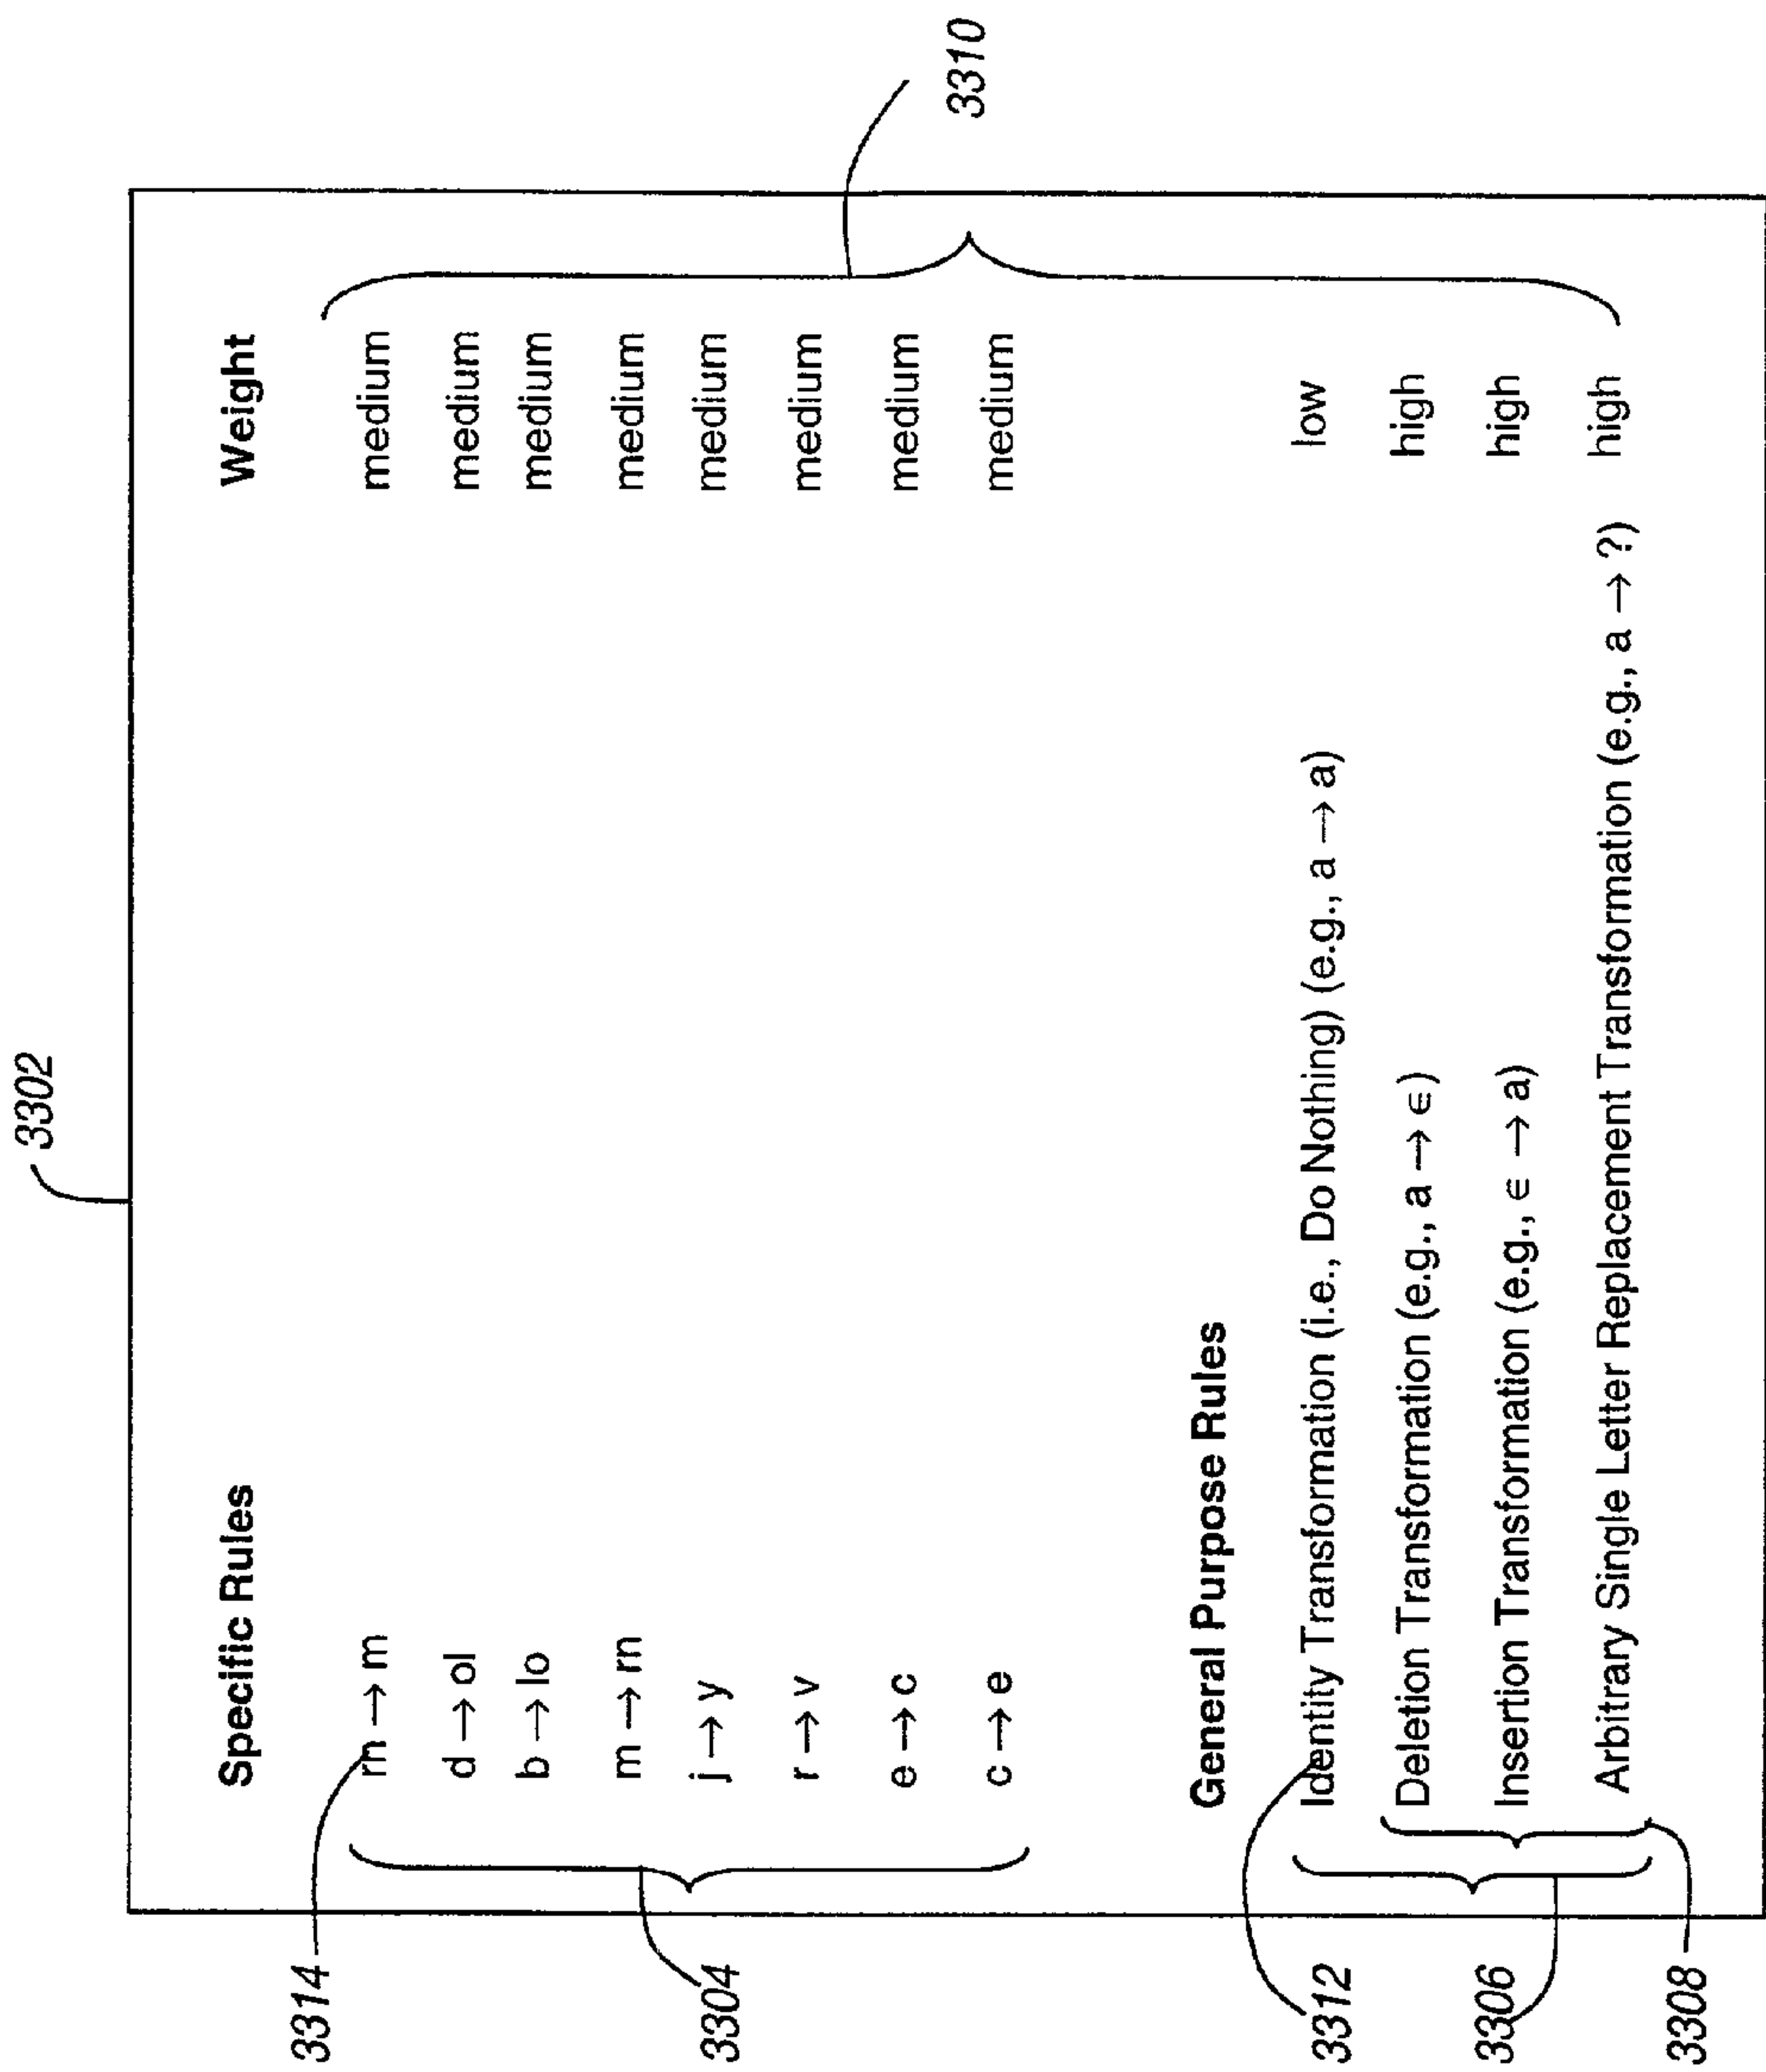 3302
Specific Rules Weight
3314
rn → m medium
d → ol medium
b → lo medium
m → rn medium
j → y medium
r → v medium
e → c medium
c → e medium
3304
3310
General Purpose Rules
3312
Identity Transformation (i.e., Do Nothing) (e.g., a → a) low
Deletion Transformation (e.g., a → ∈) high
Insertion Transformation (e.g., ∈ → a) high
Arbitrary Single Letter Replacement Transformation (e.g., a → ?) high
3306
3308